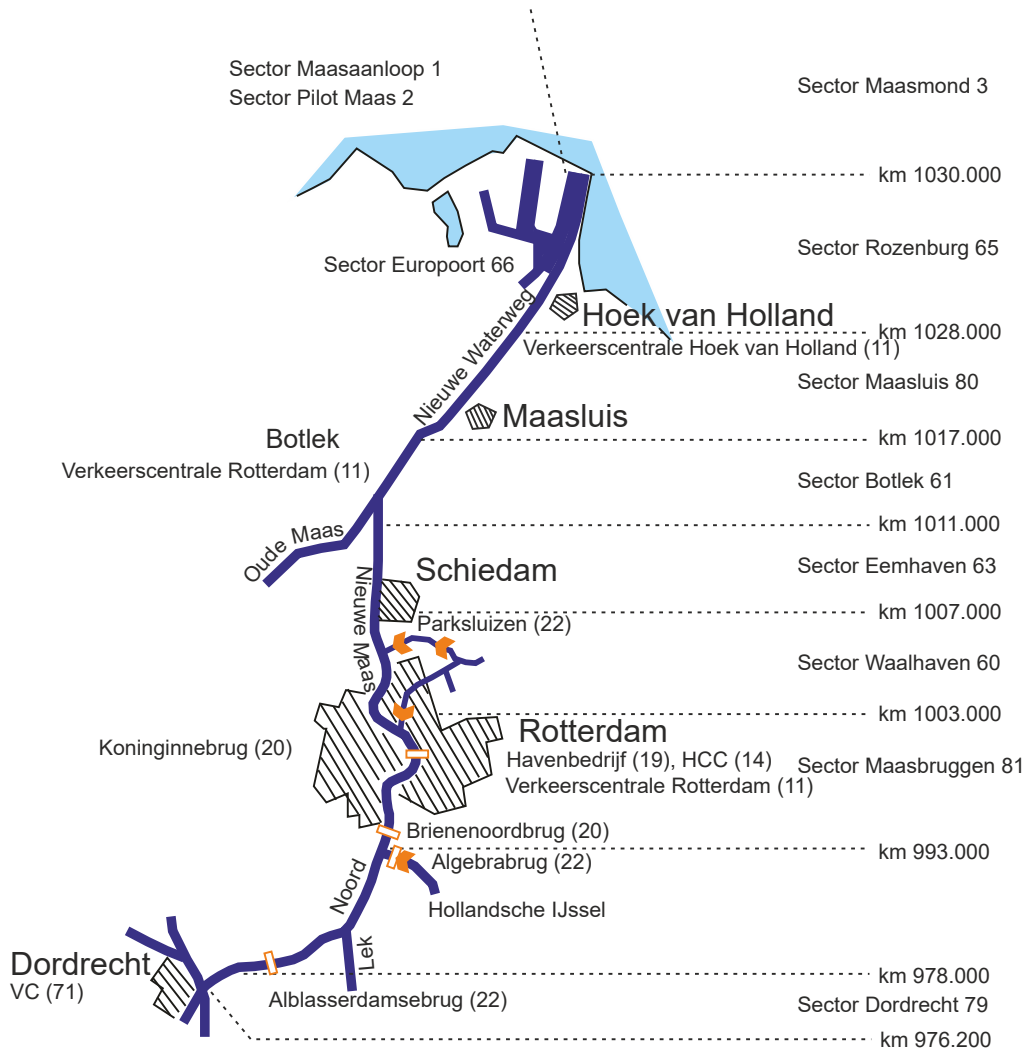 Sector Maasaanloop 1
Sector Pilot Maas 2
Sector Maasmond 3
km 1030.000
Sector Rozenburg 65
Sector Europoort 66
Hoek van Holland
km 1028.000
Verkeerscentrale Hoek van Holland (11)
Nieuwe Waterweg
Sector Maasluis 80
Maasluis
Botlek
km 1017.000
Verkeerscentrale Rotterdam (11)
Sector Botlek 61
km 1011.000
Oude Maas
Sector Eemhaven 63
Schiedam
Nieuwe Maas
km 1007.000
Parksluizen (22)
Sector Waalhaven 60
km 1003.000
Rotterdam
Koninginnebrug (20)
Havenbedrijf (19), HCC (14)
Sector Maasbruggen 81
Verkeerscentrale Rotterdam (11)
Brienenoordbrug (20)
km 993.000
Algebrabrug (22)
Noord
Hollandsche IJssel
Lek
Dordrecht
km 978.000
VC (71)
Alblasserdamsebrug (22)
Sector Dordrecht 79
km 976.200